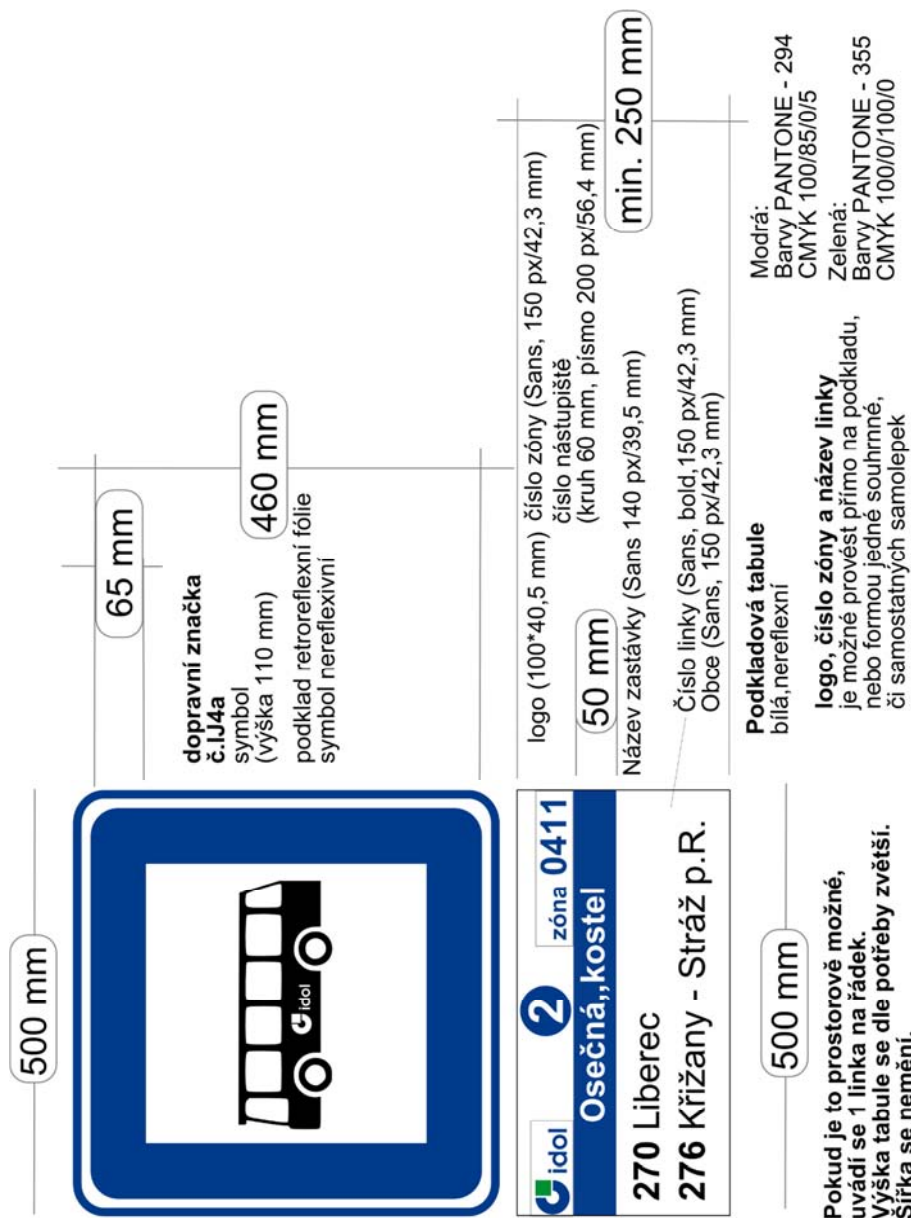 500 mm
65 mm
460 mm
dopravní značka
č.IJ4a
symbol
(výška 110 mm)
podklad retroreflexní fólie
symbol nereflexivní
idol
idol
2
zóna 0411
Osečná,,kostel
270 Liberec
276 Křižany - Stráž p.R.
logo (100*40,5 mm)
číslo zóny (Sans, 150 px/42,3 mm)
číslo nástupiště
(kruh 60 mm, písmo 200 px/56,4 mm)
50 mm
min. 250 mm
Název zastávky (Sans 140 px/39,5 mm)
Číslo linky (Sans, bold,150 px/42,3 mm)
Obce (Sans, 150 px/42,3 mm)
500 mm
Podkladová tabule
bílá,nereflexní
Modrá:
Barvy PANTONE - 294
CMYK 100/85/0/5
Zelená:
Barvy PANTONE - 355
CMYK 100/0/100/0
Pokud je to prostorově možné,
uvádí se 1 linka na řádek.
Výška tabule se dle potřeby zvětší.
Šířka se nemění.
logo, číslo zóny a název linky
je možné provést přímo na podkladu,
nebo formou jedné souhrnné,
či samostatných samolepek